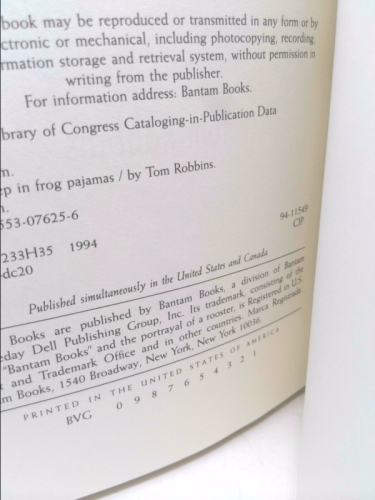 book may be reproduced or transmitted in any form or by
ctronic or mechanical, including photocopying, recording,
rmation storage and retrieval system, without permission in
writing from the publisher.
For information address: Bantam Books.
brary of Congress Cataloging-in-Publication Data
m.
p in frog pajamas / by Tom Robbins.
n.
553-07625-6
233H35 1994
-dc20
94-11549
CIP
Published simultaneously in the United States and Canada
Books are published by Bantam Books, a division of Bantam
eday Dell Publishing Group, Inc. Its trademark, consisting of the
"Bantam Books" and the portrayal of a rooster, is Registered in U.S.
t and Trademark Office and in other countries. Marca Registrada.
m Books, 1540 Broadway, New York, New York 10036.
PRINTED IN THE UNITED STATES OF AMERICA
BVG 0 9 8 7 6 5 4 3 2 1